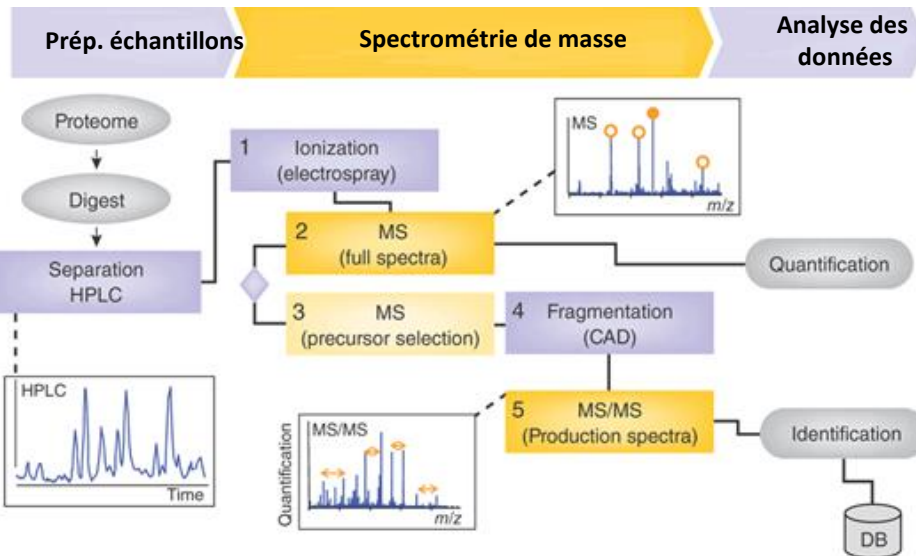 Prép. échantillons
Spectrométrie de masse
Analyse des
données
Proteome
Digest
Separation
HPLC
1
Ionization
(electrospray)
MS
m/z
2
MS
(full spectra)
Quantification
3
MS
(precursor selection)
4
Fragmentation
(CAD)
HPLC
Time
Quantification
MS/MS
m/z
5
MS/MS
(Production spectra)
Identification
DB